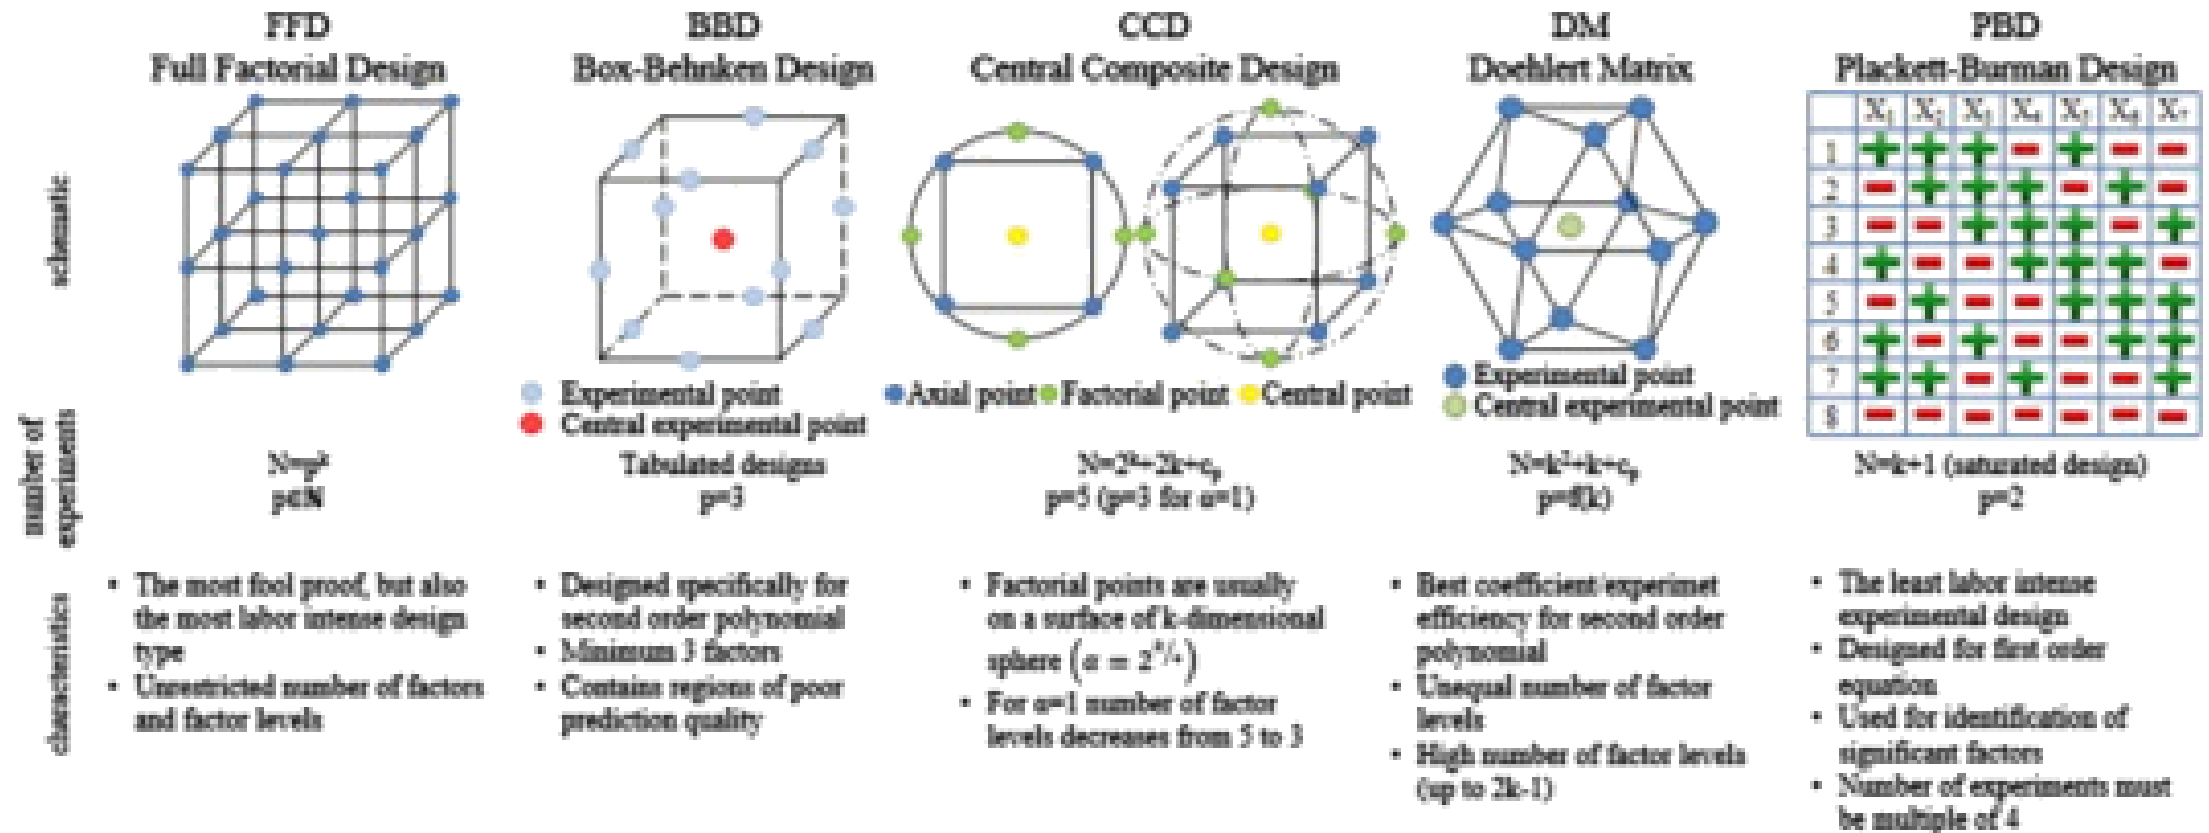 FFD
Full Factorial Design
BBD
Box-Behnken Design
CCD
Central Composite Design
DM
Doehlert Matrix
PBD
Plackett-Burman Design
schematic
X1 X2 X3 X4 X5 X6 X7
1 + + + − + − −
2 − + + + − + −
3 − − + + + − +
4 + − − + + + −
5 − + − − + + +
6 + − + − − + +
7 + + − + − − +
8 − − − − − − −
Experimental point
Central experimental point
Axial point
Factorial point
Central point
Experimental point
Central experimental point
number of
experiments
N=p^k
p∈N
Tabulated designs
p=3
N=2^k+2k+c_p
p=5 (p=3 for α=1)
N=k^2+k+c_p
p=f(k)
N=k+1 (saturated design)
p=2
characteristics
• The most fool proof, but also
the most labor intense design
type
• Unrestricted number of factors
and factor levels
• Designed specifically for
second order polynomial
• Minimum 3 factors
• Contains regions of poor
prediction quality
• Factorial points are usually
on a surface of k-dimensional
sphere (α = 2^k/4)
• For α=1 number of factor
levels decreases from 5 to 3
• Best coefficient/experimet
efficiency for second order
polynomial
• Unequal number of factor
levels
• High number of factor levels
(up to 2k-1)
• The least labor intense
experimental design
• Designed for first order
equation
• Used for identification of
significant factors
• Number of experiments must
be multiple of 4